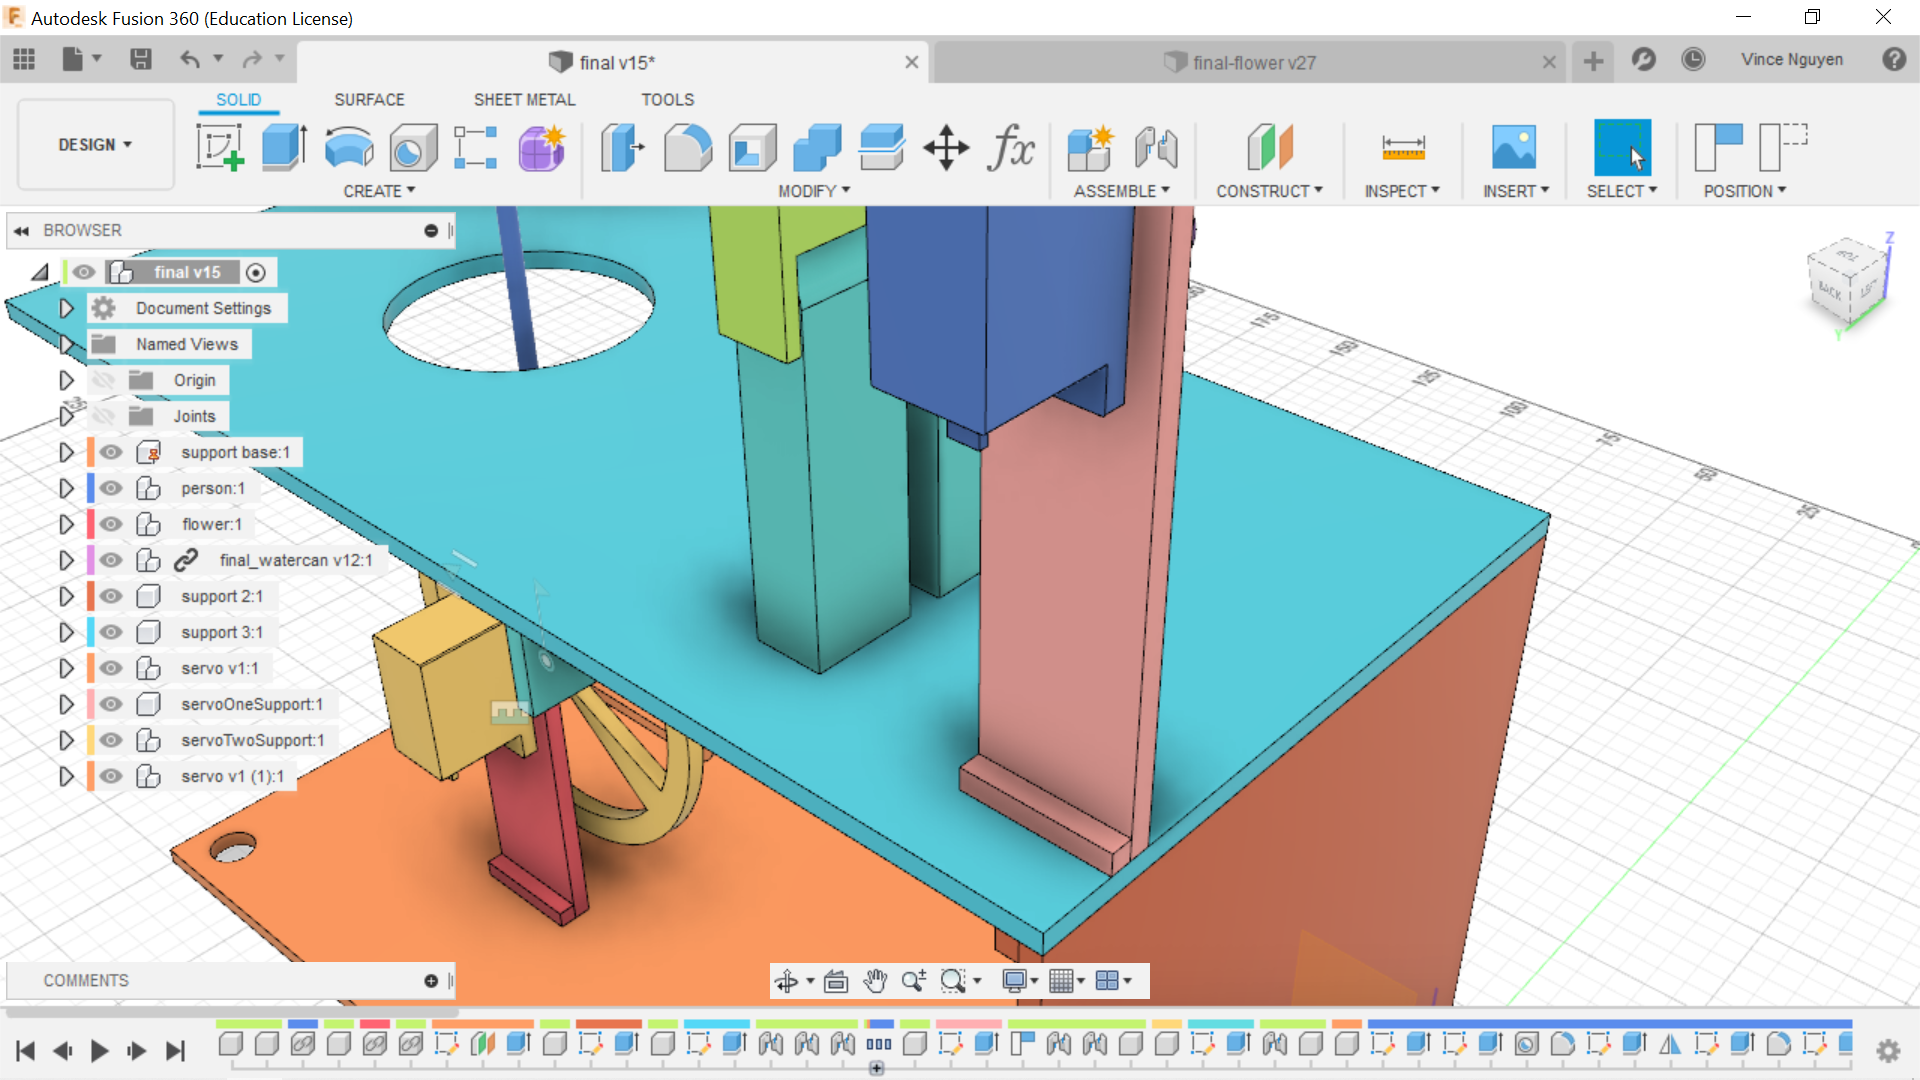 Autodesk Fusion 360 (Education License)
final v15*
final-flower v27
Vince Nguyen
SOLID
SURFACE
SHEET METAL
TOOLS
DESIGN
CREATE
MODIFY
ASSEMBLE
CONSTRUCT
INSPECT
INSERT
SELECT
POSITION
BROWSER
final v15
Document Settings
Named Views
Origin
Joints
support base:1
person:1
flower:1
final_watercan v12:1
support 2:1
support 3:1
servo v1:1
servoOneSupport:1
servoTwoSupport:1
servo v1 (1):1
175
150
125
100
75
50
25
Z
TOP
BACK
LEFT
Y
COMMENTS